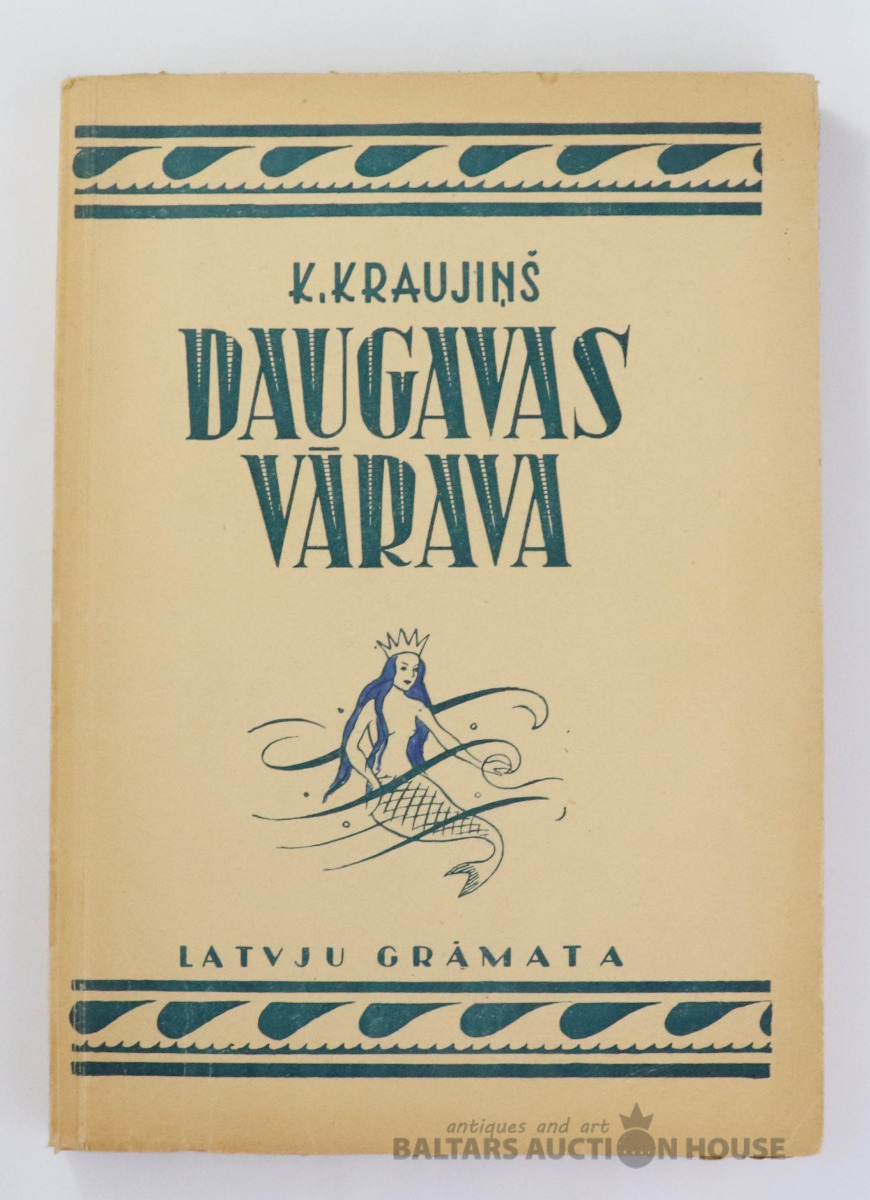 K. KRAUJIŅŠ
DAUGAVAS
VĀRAVA
LATVJU GRĀMATA
antiques and art
BALTARS AUCTION HOUSE